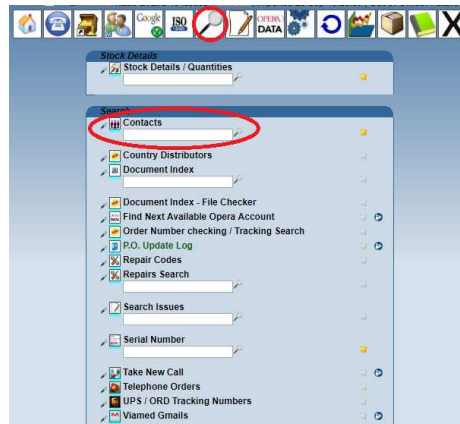 Google
ISO
OPERA
DATA
Stock Details
Stock Details / Quantities
Search
Contacts
Country Distributors
Document Index
Document Index - File Checker
Find Next Available Opera Account
Order Number checking / Tracking Search
P.O. Update Log
Repair Codes
Repairs Search
Search Issues
Serial Number
Take New Call
Telephone Orders
UPS / ORD Tracking Numbers
Viamed Gmails